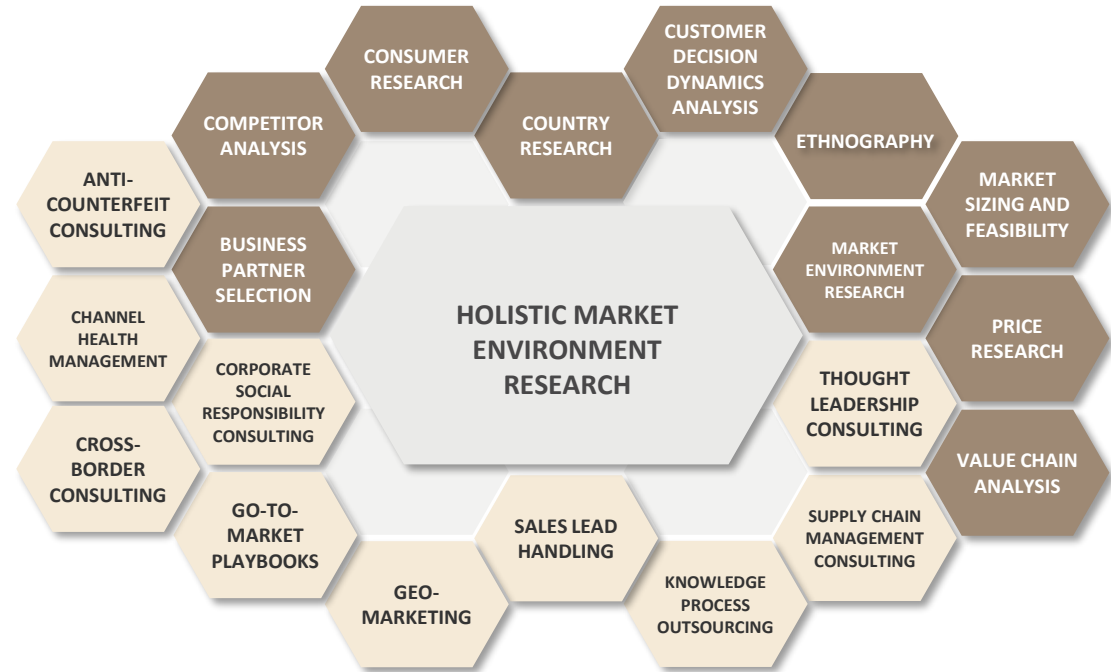 CONSUMER
RESEARCH
CUSTOMER
DECISION
DYNAMICS
ANALYSIS
COMPETITOR
ANALYSIS
COUNTRY
RESEARCH
ETHNOGRAPHY
ANTI-
COUNTERFEIT
CONSULTING
MARKET
SIZING AND
FEASIBILITY
BUSINESS
PARTNER
SELECTION
MARKET
ENVIRONMENT
RESEARCH
HOLISTIC MARKET
ENVIRONMENT
RESEARCH
CHANNEL
HEALTH
MANAGEMENT
PRICE
RESEARCH
CORPORATE
SOCIAL
RESPONSIBILITY
CONSULTING
THOUGHT
LEADERSHIP
CONSULTING
CROSS-
BORDER
CONSULTING
VALUE CHAIN
ANALYSIS
GO-TO-
MARKET
PLAYBOOKS
SALES LEAD
HANDLING
SUPPLY CHAIN
MANAGEMENT
CONSULTING
GEO-
MARKETING
KNOWLEDGE
PROCESS
OUTSOURCING